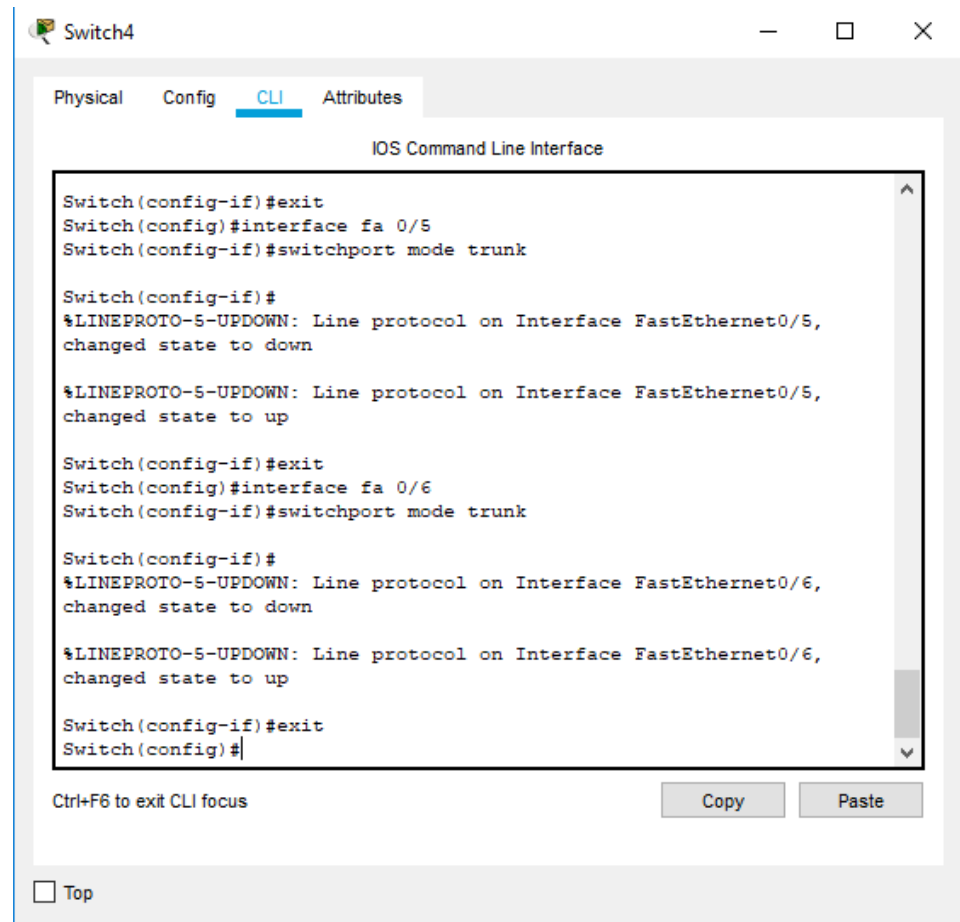 Switch4
Physical Config CLI Attributes
IOS Command Line Interface
Switch(config-if)#exit
Switch(config)#interface fa 0/5
Switch(config-if)#switchport mode trunk
Switch(config-if)#
%LINEPROTO-5-UPDOWN: Line protocol on Interface FastEthernet0/5,
changed state to down
%LINEPROTO-5-UPDOWN: Line protocol on Interface FastEthernet0/5,
changed state to up
Switch(config-if)#exit
Switch(config)#interface fa 0/6
Switch(config-if)#switchport mode trunk
Switch(config-if)#
%LINEPROTO-5-UPDOWN: Line protocol on Interface FastEthernet0/6,
changed state to down
%LINEPROTO-5-UPDOWN: Line protocol on Interface FastEthernet0/6,
changed state to up
Switch(config-if)#exit
Switch(config)#
Ctrl+F6 to exit CLI focus Copy Paste
Top